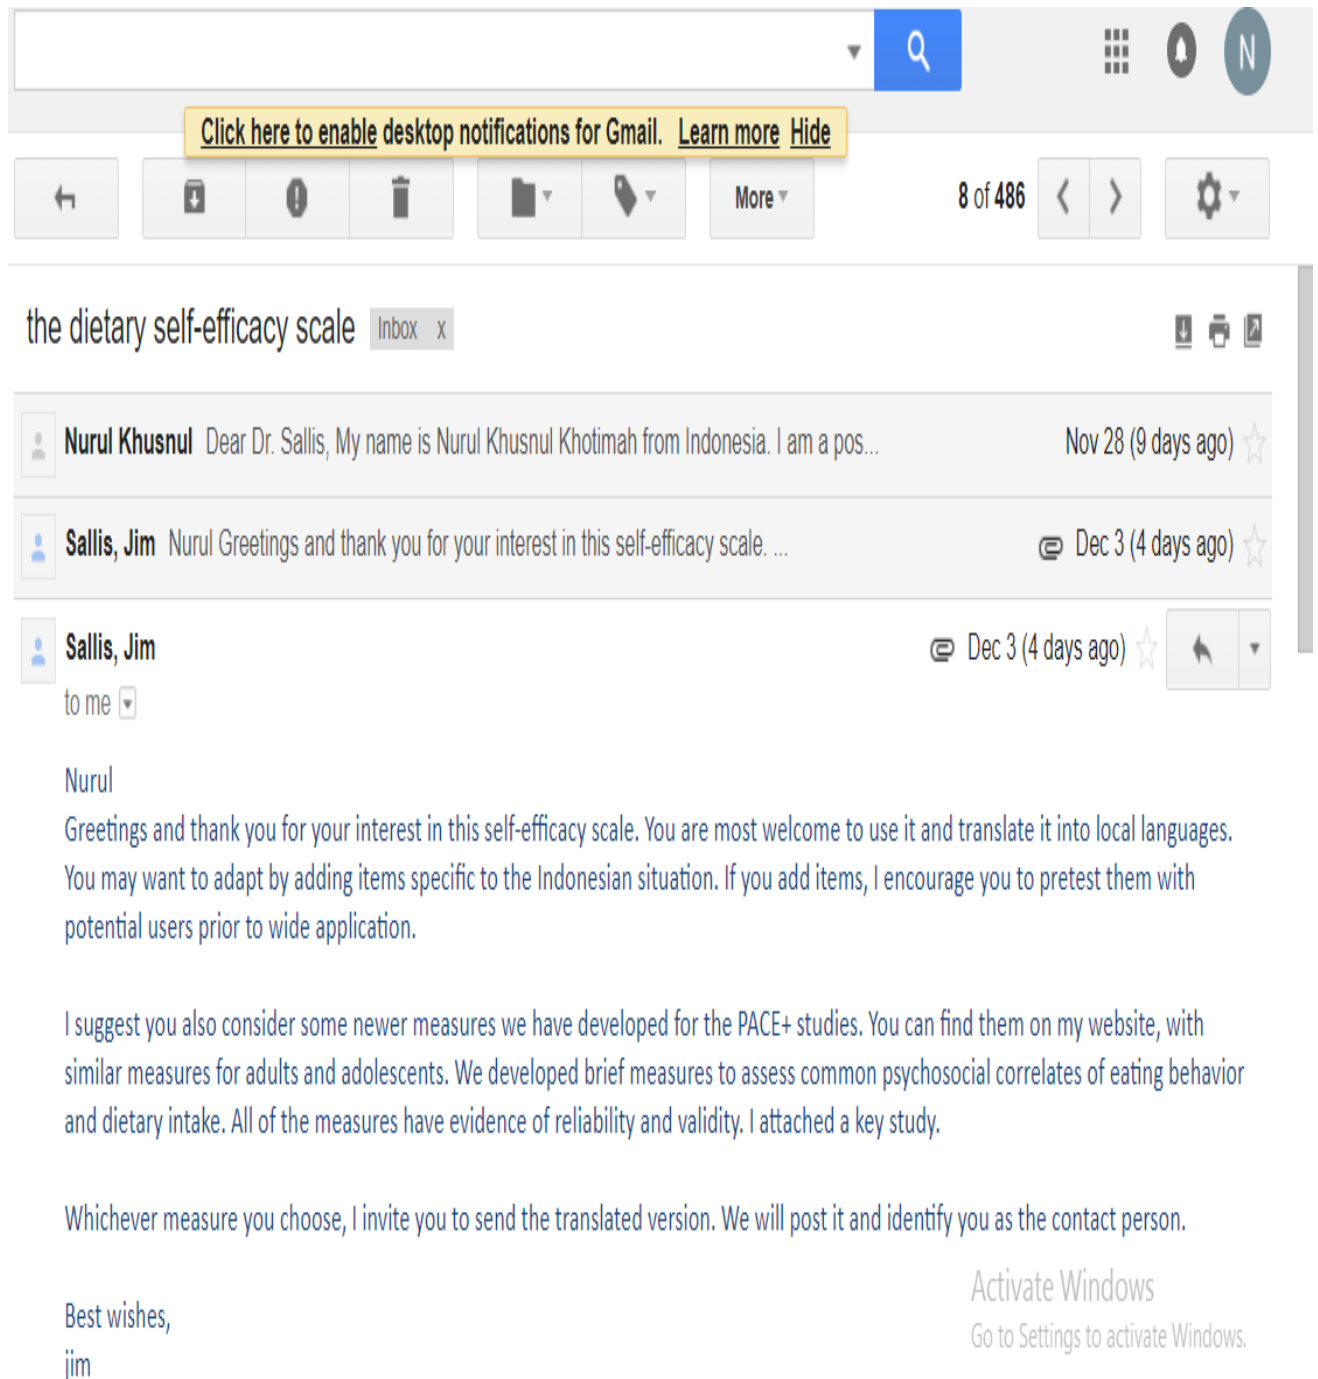 N
Click here to enable desktop notifications for Gmail. Learn more Hide
More
8 of 486
the dietary self-efficacy scale Inbox x
Nurul Khusnul Dear Dr. Sallis, My name is Nurul Khusnul Khotimah from Indonesia. I am a pos... Nov 28 (9 days ago)
Sallis, Jim Nurul Greetings and thank you for your interest in this self-efficacy scale. ... Dec 3 (4 days ago)
Sallis, Jim Dec 3 (4 days ago)
to me
Nurul
Greetings and thank you for your interest in this self-efficacy scale. You are most welcome to use it and translate it into local languages.
You may want to adapt by adding items specific to the Indonesian situation. If you add items, I encourage you to pretest them with
potential users prior to wide application.
I suggest you also consider some newer measures we have developed for the PACE+ studies. You can find them on my website, with
similar measures for adults and adolescents. We developed brief measures to assess common psychosocial correlates of eating behavior
and dietary intake. All of the measures have evidence of reliability and validity. I attached a key study.
Whichever measure you choose, I invite you to send the translated version. We will post it and identify you as the contact person.
Best wishes,
jim
Activate Windows
Go to Settings to activate Windows.